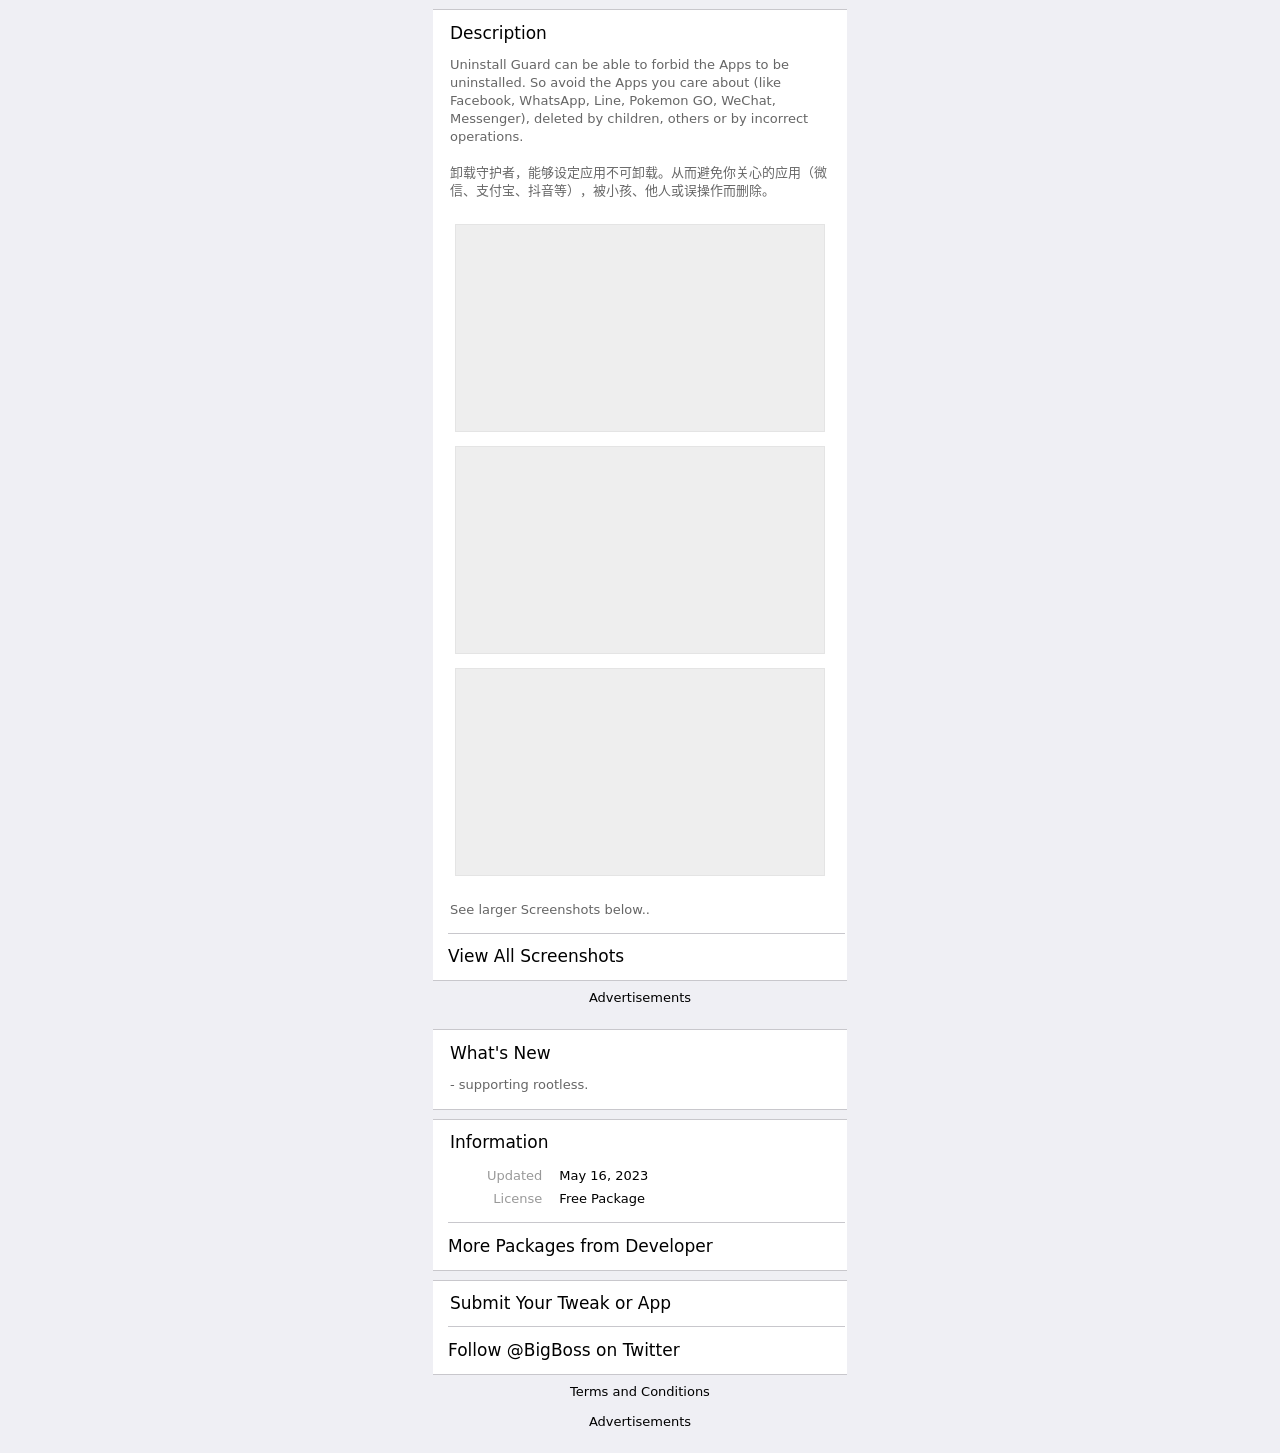 Description
Uninstall Guard can be able to forbid the Apps to be
uninstalled. So avoid the Apps you care about (like
Facebook, WhatsApp, Line, Pokemon GO, WeChat,
Messenger), deleted by children, others or by incorrect
operations.
卸载守护者，能够设定应用不可卸载。从而避免你关心的应用（微
信、支付宝、抖音等），被小孩、他人或误操作而删除。
See larger Screenshots below..
View All Screenshots
Advertisements
What's New
- supporting rootless.
Information
Updated May 16, 2023
License Free Package
More Packages from Developer
Submit Your Tweak or App
Follow @BigBoss on Twitter
Terms and Conditions
Advertisements